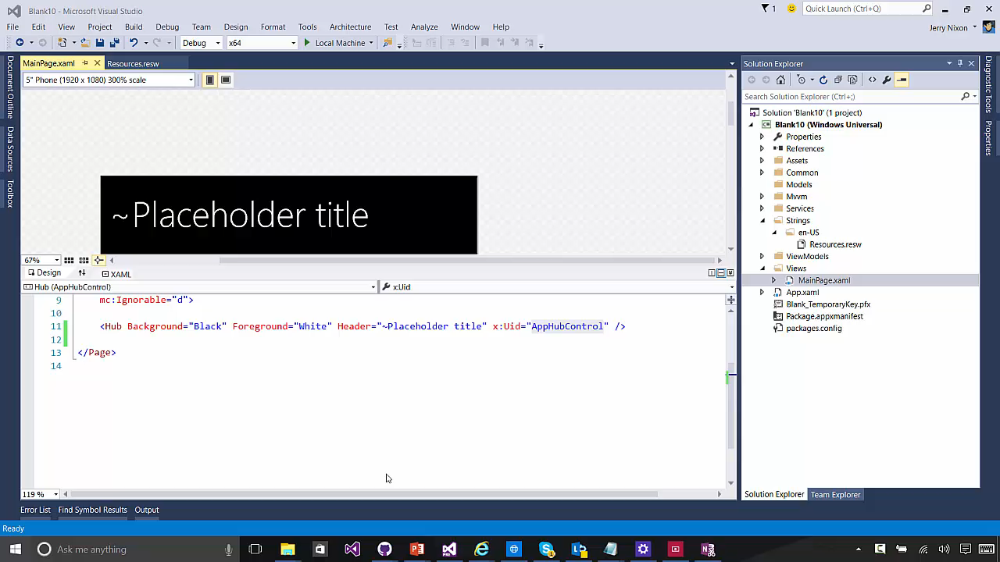 Blank10 - Microsoft Visual Studio
1
Quick Launch (Ctrl+Q)
File Edit View Project Build Debug Team Design Format Tools Architecture Test Analyze Window Help
Jerry Nixon
Debug x64 Local Machine
MainPage.xaml Resources.resw
5" Phone (1920 x 1080) 300% scale
Document Outline
Data Sources
Toolbox
~Placeholder title
67%
Design XAML
Hub (AppHubControl) x:Uid
9 mc:Ignorable="d">
10
11 <Hub Background="Black" Foreground="White" Header="~Placeholder title" x:Uid="AppHubControl" />
12
13 </Page>
14
119 %
Error List Find Symbol Results Output
Ready
Solution Explorer
Search Solution Explorer (Ctrl+;)
Solution 'Blank10' (1 project)
Blank10 (Windows Universal)
Properties
References
Assets
Common
Models
Mvvm
Services
Strings
en-US
Resources.resw
ViewModels
Views
MainPage.xaml
App.xaml
Blank_TemporaryKey.pfx
Package.appxmanifest
packages.config
Solution Explorer Team Explorer
Diagnostic Tools
Properties
Ask me anything